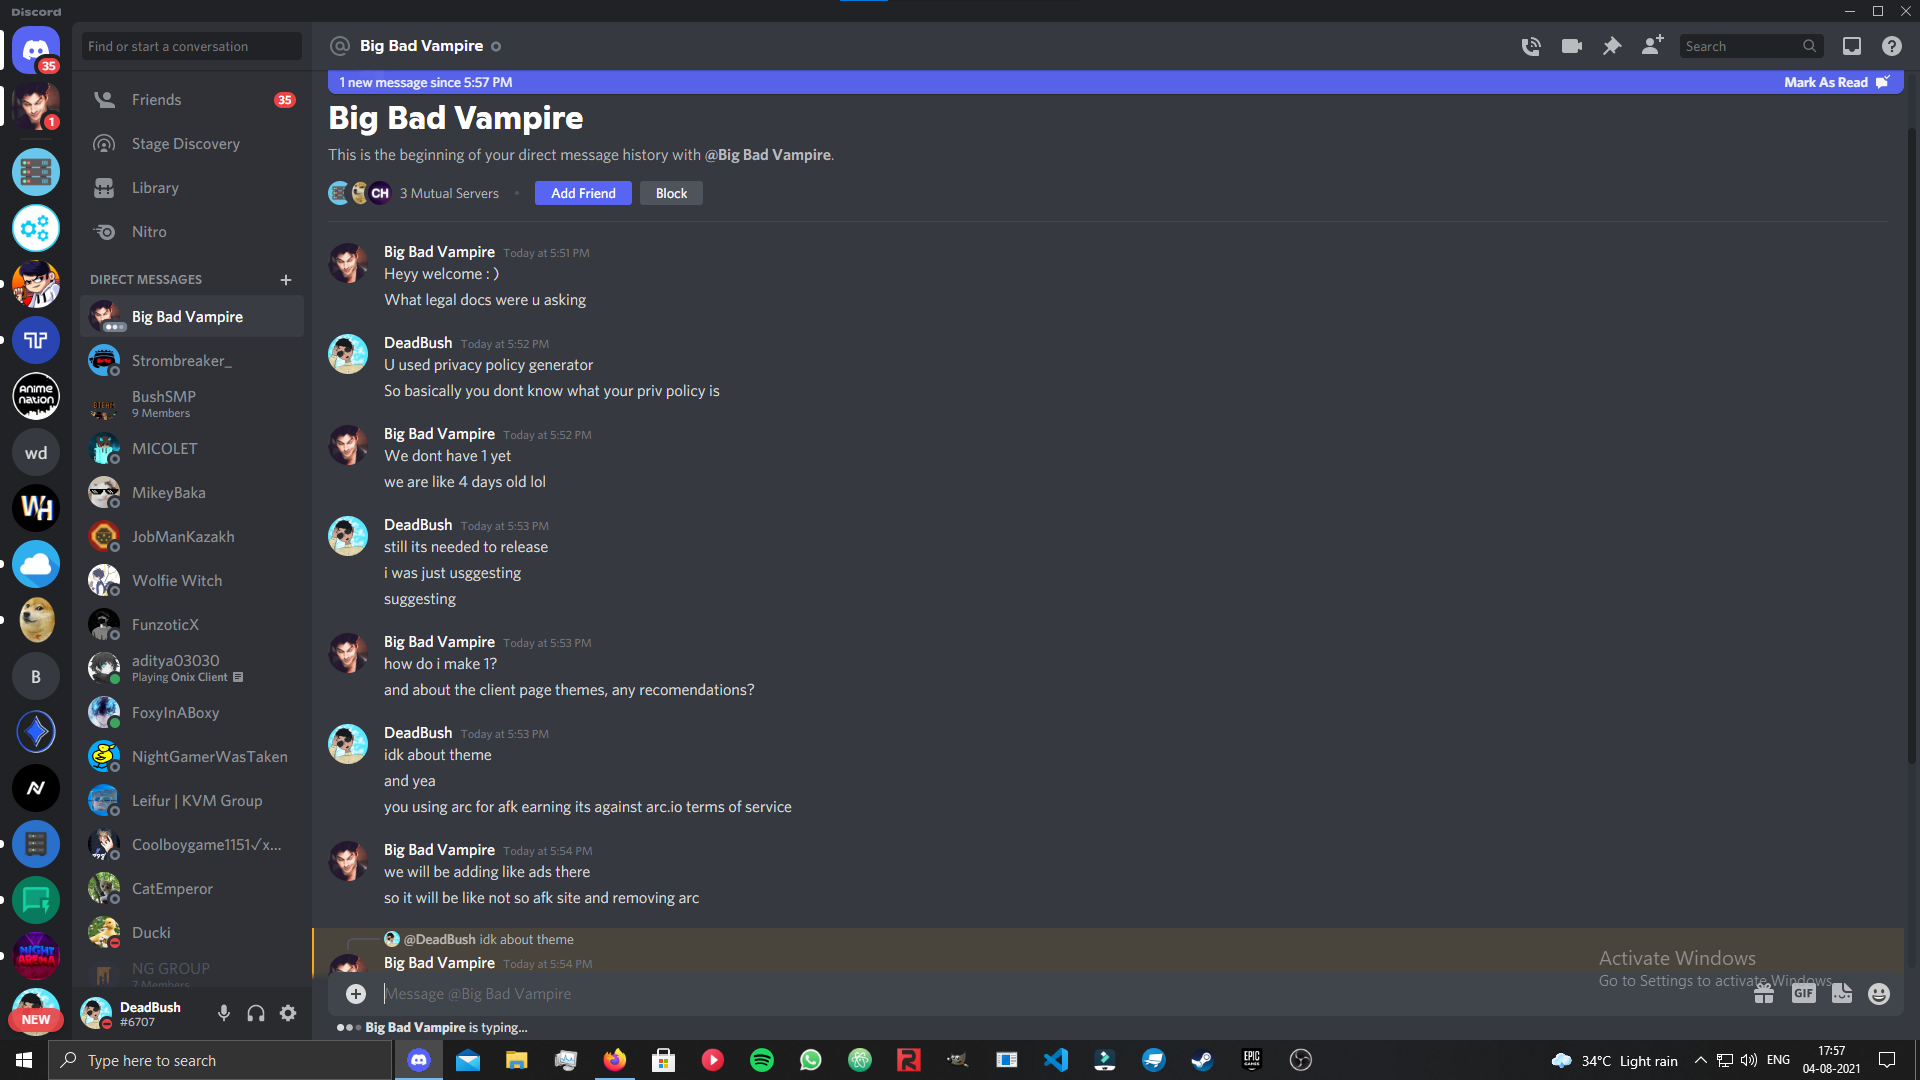 Discord
Find or start a conversation
35
1
Friends
35
Stage Discovery
Library
Nitro
DIRECT MESSAGES
Big Bad Vampire
Strombreaker_
BushSMP
9 Members
MICOLET
MikeyBaka
JobManKazakh
Wolfie Witch
FunzoticX
aditya03030
Playing Onix Client
FoxyInABoxy
NightGamerWasTaken
Leifur | KVM Group
Coolboygame1151✓x...
CatEmperor
Ducki
NG GROUP
7 Members
anime nation
wd
WH
B
NIGHT ARENA
NEW
DeadBush
#6707
Big Bad Vampire
Search
1 new message since 5:57 PM
Mark As Read
Big Bad Vampire
This is the beginning of your direct message history with @Big Bad Vampire.
CH
3 Mutual Servers
Add Friend
Block
Big Bad Vampire Today at 5:51 PM
Heyy welcome : )
What legal docs were u asking
DeadBush Today at 5:52 PM
U used privacy policy generator
So basically you dont know what your priv policy is
Big Bad Vampire Today at 5:52 PM
We dont have 1 yet
we are like 4 days old lol
DeadBush Today at 5:53 PM
still its needed to release
i was just usggesting
suggesting
Big Bad Vampire Today at 5:53 PM
how do i make 1?
and about the client page themes, any recomendations?
DeadBush Today at 5:53 PM
idk about theme
and yea
you using arc for afk earning its against arc.io terms of service
Big Bad Vampire Today at 5:54 PM
we will be adding like ads there
so it will be like not so afk site and removing arc
@DeadBush idk about theme
Big Bad Vampire Today at 5:54 PM
Message @Big Bad Vampire
GIF
Big Bad Vampire is typing...
Activate Windows
Go to Settings to activate Windows.
Type here to search
EPIC GAMES
34°C Light rain
ENG
17:57
04-08-2021